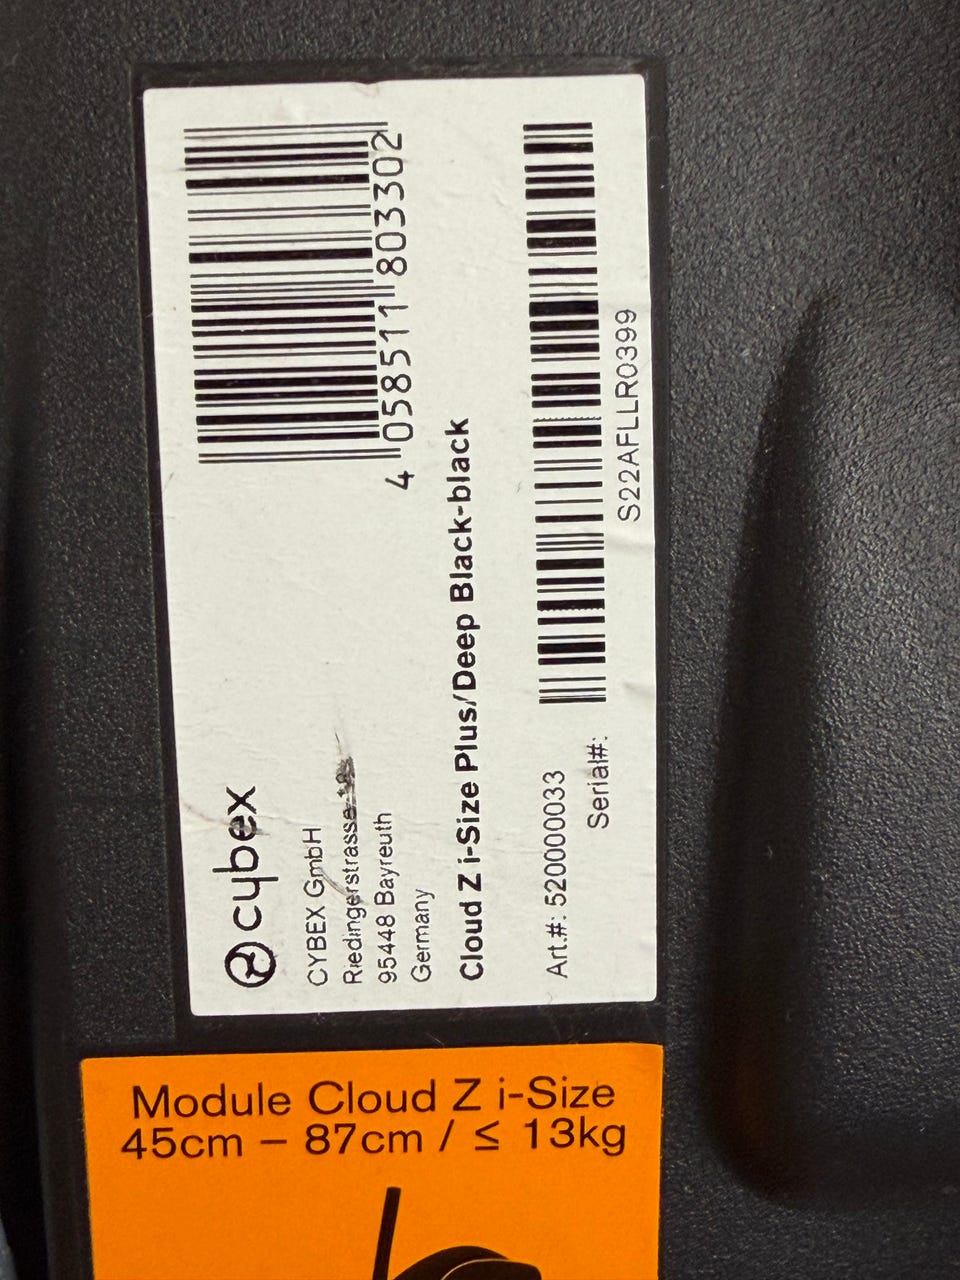 cybex
CYBEX GmbH
Riedingerstrasse
95448 Bayreuth
Germany
4 058511 803302
Cloud Z i-Size Plus/Deep Black-black
Art.#: 520000033
Serial#:
S22AFLLR0399
Module Cloud Z i-Size
45cm – 87cm / ≤ 13kg